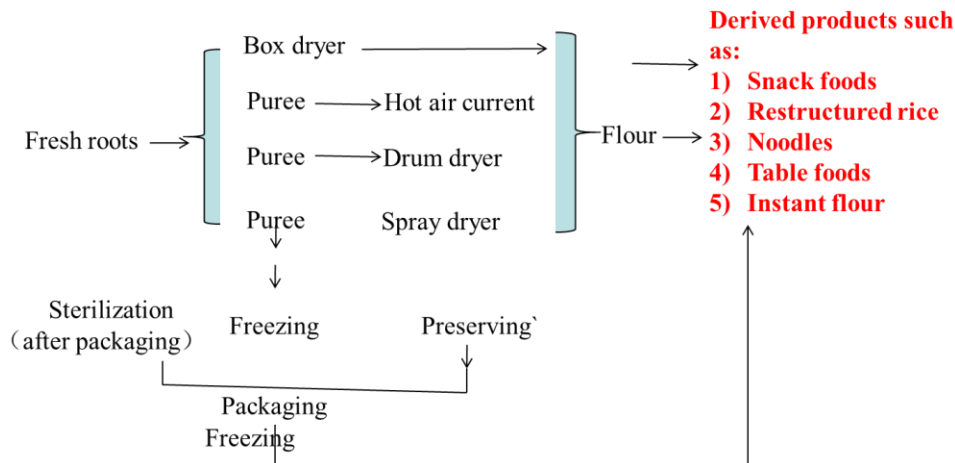 Fresh roots
Box dryer
Puree
Hot air current
Puree
Drum dryer
Puree
Spray dryer
Flour
Derived products such
as:
1) Snack foods
2) Restructured rice
3) Noodles
4) Table foods
5) Instant flour
Sterilization
（after packaging）
Freezing
Preserving`
Packaging
Freezing